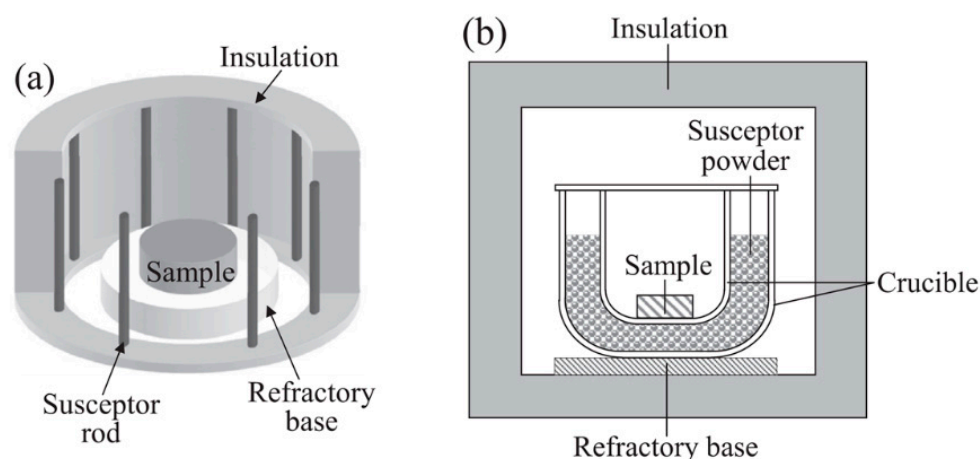 (a)
Insulation
Sample
Susceptor
rod
Refractory
base
(b)
Insulation
Susceptor
powder
Sample
Crucible
Refractory base